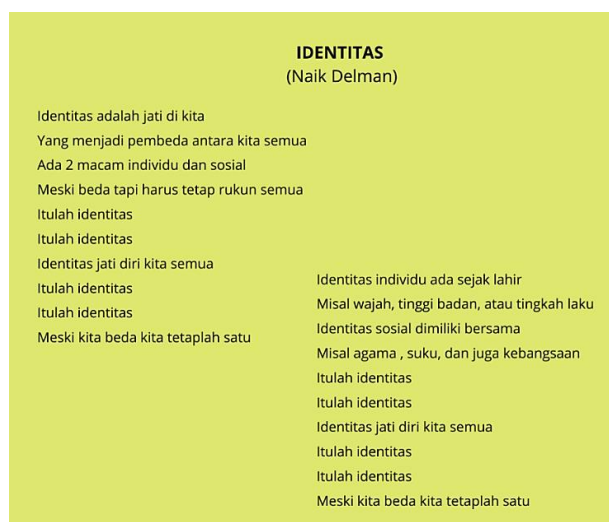 IDENTITAS
(Naik Delman)
Identitas adalah jati di kita
Yang menjadi pembeda antara kita semua
Ada 2 macam individu dan sosial
Meski beda tapi harus tetap rukun semua
Itulah identitas
Itulah identitas
Identitas jati diri kita semua
Itulah identitas
Itulah identitas
Meski kita beda kita tetaplah satu
Identitas individu ada sejak lahir
Misal wajah, tinggi badan, atau tingkah laku
Identitas sosial dimiliki bersama
Misal agama , suku, dan juga kebangsaan
Itulah identitas
Itulah identitas
Identitas jati diri kita semua
Itulah identitas
Itulah identitas
Meski kita beda kita tetaplah satu